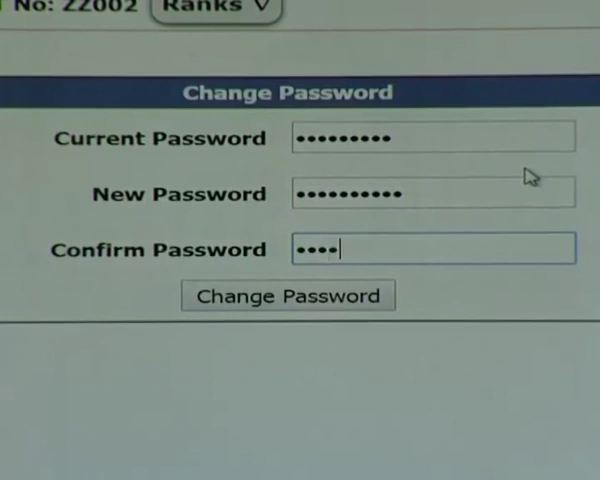 No: ZZ002 Ranks
Change Password
Current Password •••••••••
New Password ••••••••••
Confirm Password ••••
Change Password